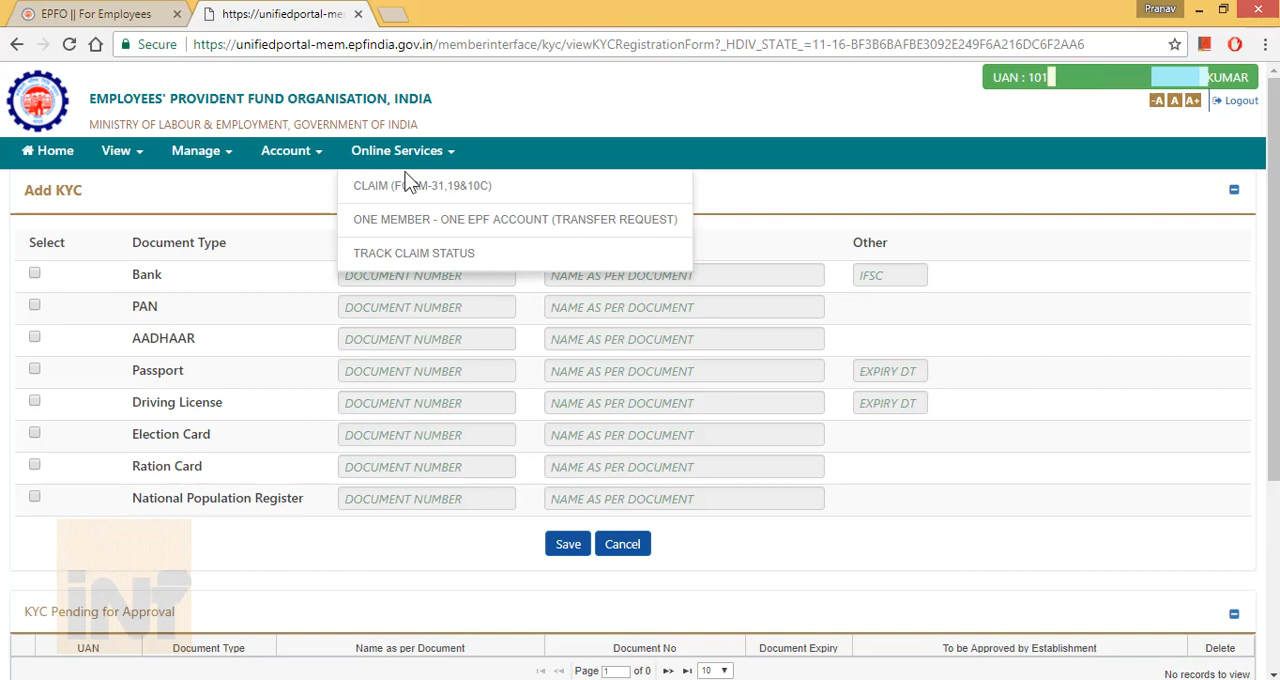 EPFO || For Employees
https://unifiedportal-me
Pranav
Secure
https://unifiedportal-mem.epfindia.gov.in/memberinterface/kyc/viewKYCRegistrationForm?_HDIV_STATE_=11-16-BF3B6BAFBE3092E249F6A216DC6F2AA6
EMPLOYEES' PROVIDENT FUND ORGANISATION, INDIA
MINISTRY OF LABOUR & EMPLOYMENT, GOVERNMENT OF INDIA
UAN : 101 KUMAR
-A A A+ Logout
Home View Manage Account Online Services
CLAIM (FORM-31,19&10C)
ONE MEMBER - ONE EPF ACCOUNT (TRANSFER REQUEST)
TRACK CLAIM STATUS
Add KYC
Select Document Type Other
Bank DOCUMENT NUMBER NAME AS PER DOCUMENT IFSC
PAN DOCUMENT NUMBER NAME AS PER DOCUMENT
AADHAAR DOCUMENT NUMBER NAME AS PER DOCUMENT
Passport DOCUMENT NUMBER NAME AS PER DOCUMENT EXPIRY DT
Driving License DOCUMENT NUMBER NAME AS PER DOCUMENT EXPIRY DT
Election Card DOCUMENT NUMBER NAME AS PER DOCUMENT
Ration Card DOCUMENT NUMBER NAME AS PER DOCUMENT
National Population Register DOCUMENT NUMBER NAME AS PER DOCUMENT
Save Cancel
KYC Pending for Approval
UAN Document Type Name as per Document Document No Document Expiry To be Approved by Establishment Delete
Page 1 of 0 10
No records to view